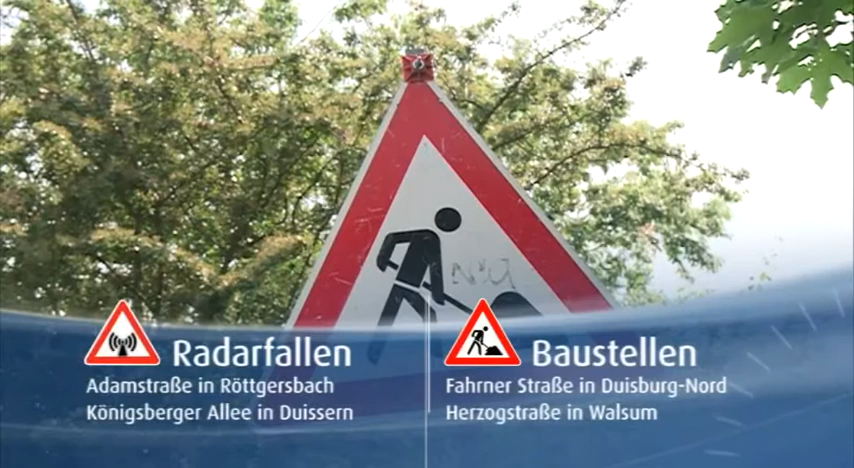 Radarfallen
Adamstraße in Röttgersbach
Königsberger Allee in Duissern
Baustellen
Fahrner Straße in Duisburg-Nord
Herzogstraße in Walsum